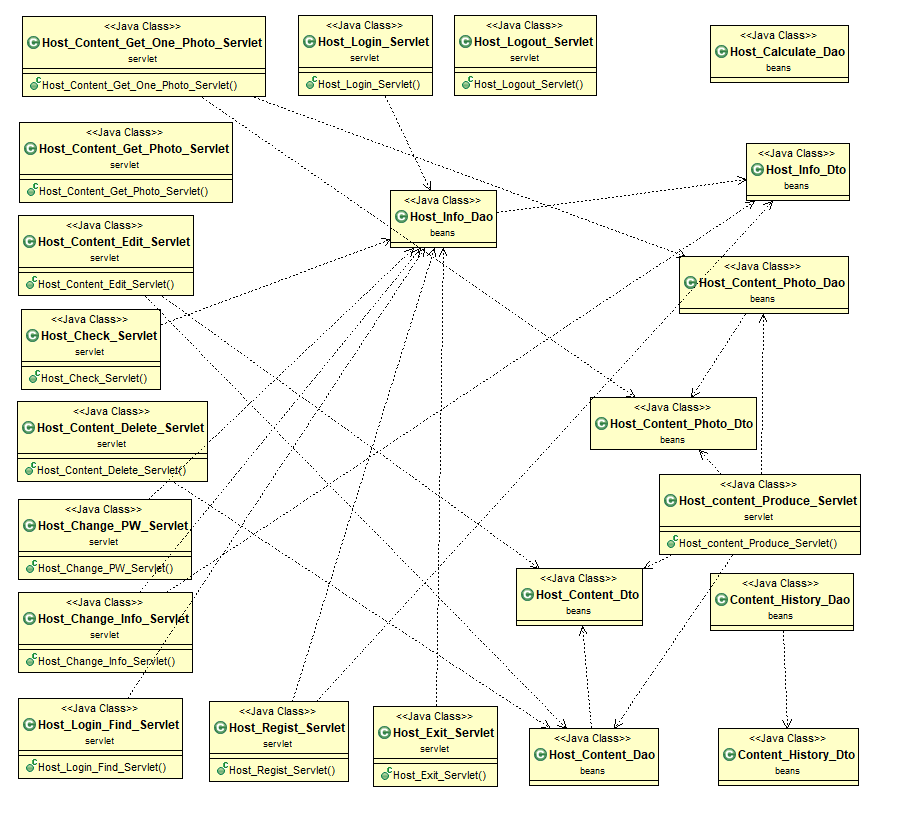 <<Java Class>>
Host_Content_Get_One_Photo_Servlet
servlet
Host_Content_Get_One_Photo_Servlet()
<<Java Class>>
Host_Login_Servlet
servlet
Host_Login_Servlet()
<<Java Class>>
Host_Logout_Servlet
servlet
Host_Logout_Servlet()
<<Java Class>>
Host_Calculate_Dao
beans
<<Java Class>>
Host_Content_Get_Photo_Servlet
servlet
Host_Content_Get_Photo_Servlet()
<<Java Class>>
Host_Info_Dto
beans
<<Java Class>>
Host_Info_Dao
beans
<<Java Class>>
Host_Content_Edit_Servlet
servlet
Host_Content_Edit_Servlet()
<<Java Class>>
Host_Content_Photo_Dao
beans
<<Java Class>>
Host_Check_Servlet
servlet
Host_Check_Servlet()
<<Java Class>>
Host_Content_Photo_Dto
beans
<<Java Class>>
Host_Content_Delete_Servlet
servlet
Host_Content_Delete_Servlet()
<<Java Class>>
Host_content_Produce_Servlet
servlet
Host_content_Produce_Servlet()
<<Java Class>>
Host_Change_PW_Servlet
servlet
Host_Change_PW_Servlet()
<<Java Class>>
Host_Content_Dto
beans
<<Java Class>>
Content_History_Dao
beans
<<Java Class>>
Host_Change_Info_Servlet
servlet
Host_Change_Info_Servlet()
<<Java Class>>
Host_Login_Find_Servlet
servlet
Host_Login_Find_Servlet()
<<Java Class>>
Host_Regist_Servlet
servlet
Host_Regist_Servlet()
<<Java Class>>
Host_Exit_Servlet
servlet
Host_Exit_Servlet()
<<Java Class>>
Host_Content_Dao
beans
<<Java Class>>
Content_History_Dto
beans